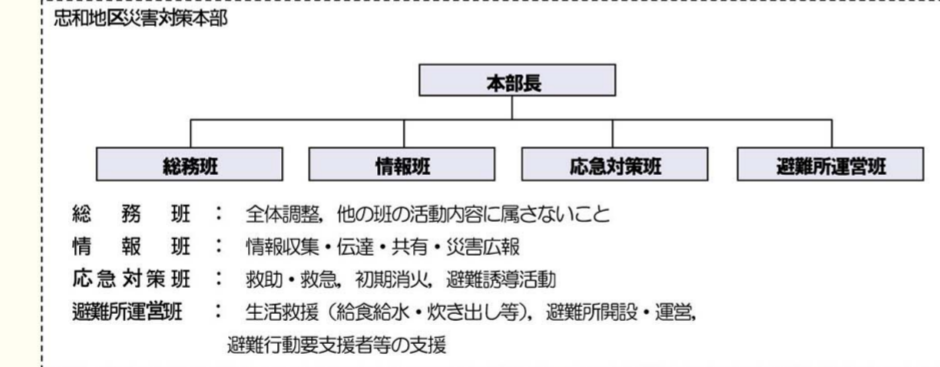 忠和地区災害対策本部
本部長
総務班 情報班 応急対策班 避難所運営班
総務班 : 全体調整，他の班の活動内容に属さないこと
情報班 : 情報収集・伝達・共有・災害広報
応急対策班 : 救助・救急，初期消火，避難誘導活動
避難所運営班 : 生活救援（給食給水・炊き出し等），避難所開設・運営，
避難行動要支援者等の支援